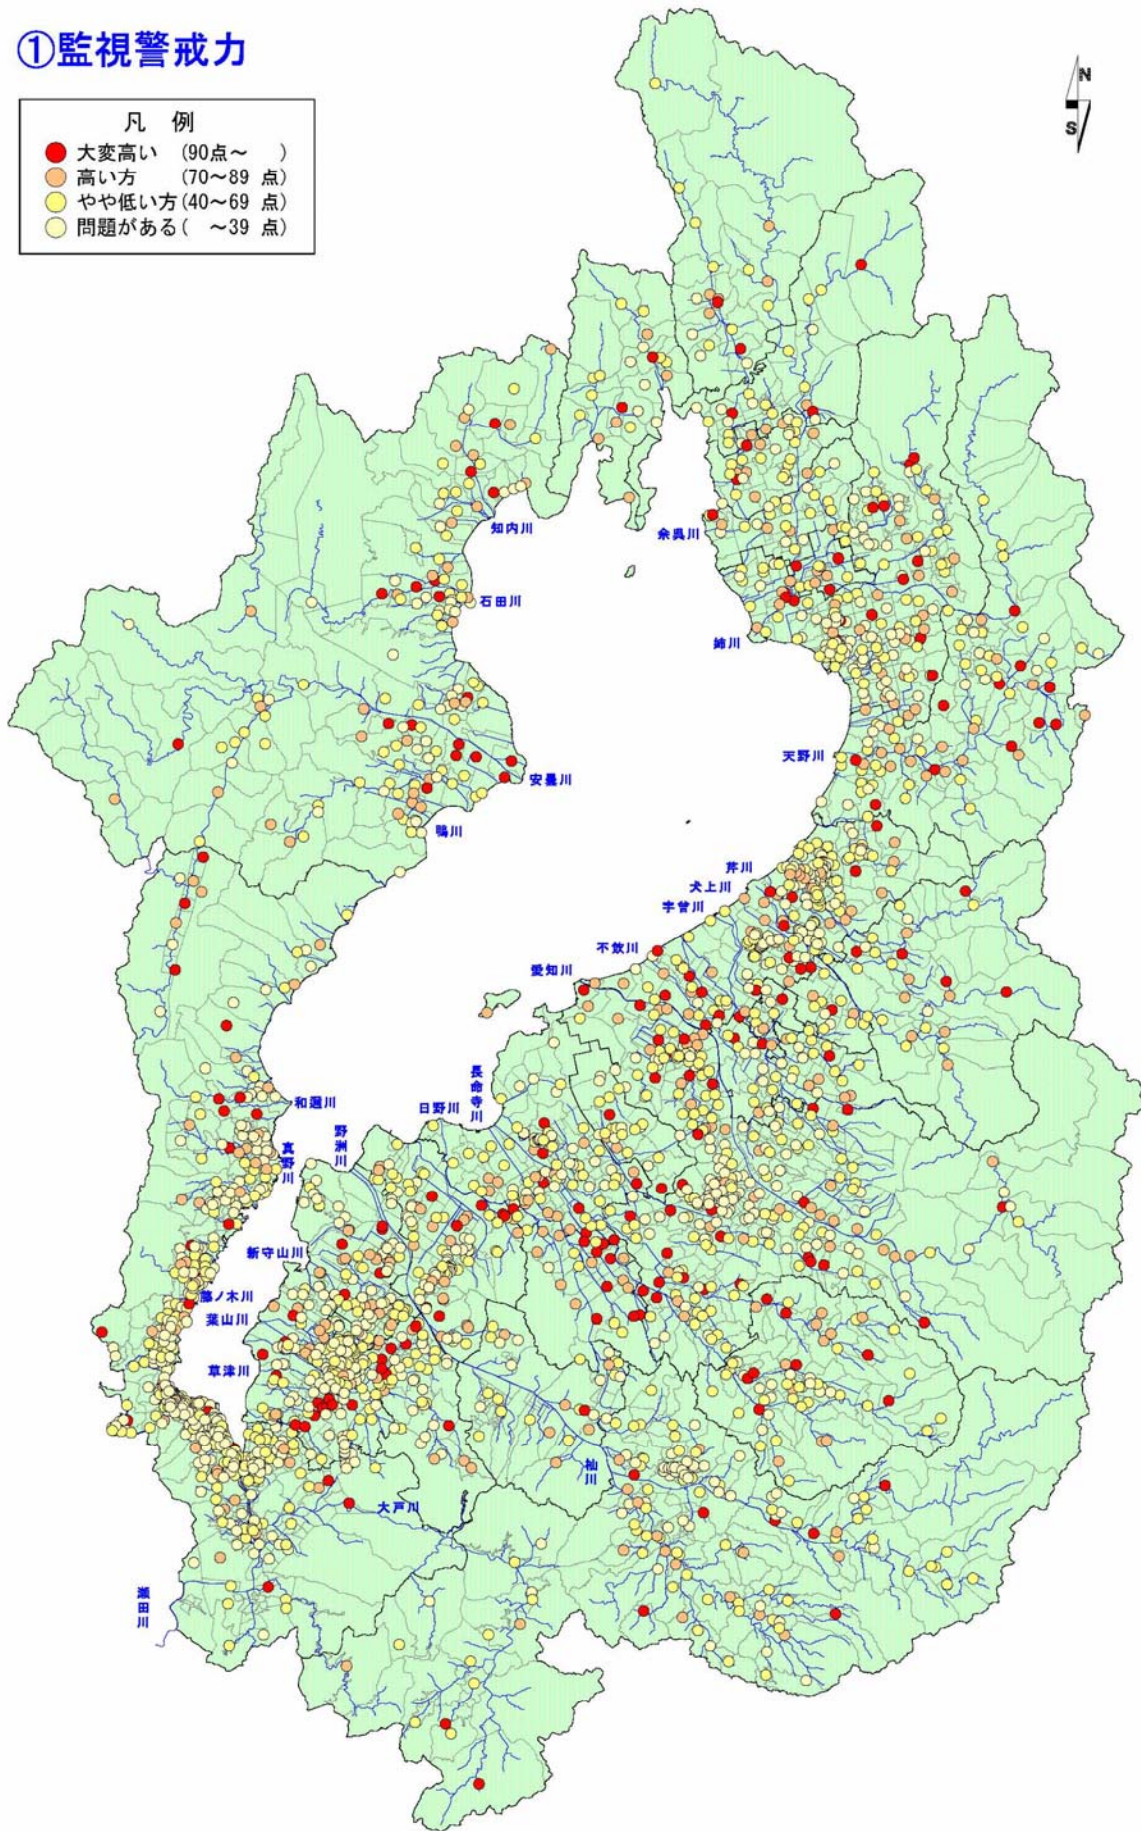 ①監視警戒力
N
S
凡 例
大変高い (90点～ )
高い方 (70～89 点)
やや低い方(40～69 点)
問題がある( ～39 点)
知内川
余呉川
石田川
姉川
天野川
安曇川
鴨川
芹川
犬上川
宇曽川
不飲川
愛知川
長命寺川
和邇川
日野川
野洲川
真野川
新守山川
藤ノ木川
葉山川
草津川
杣川
大戸川
瀬田川